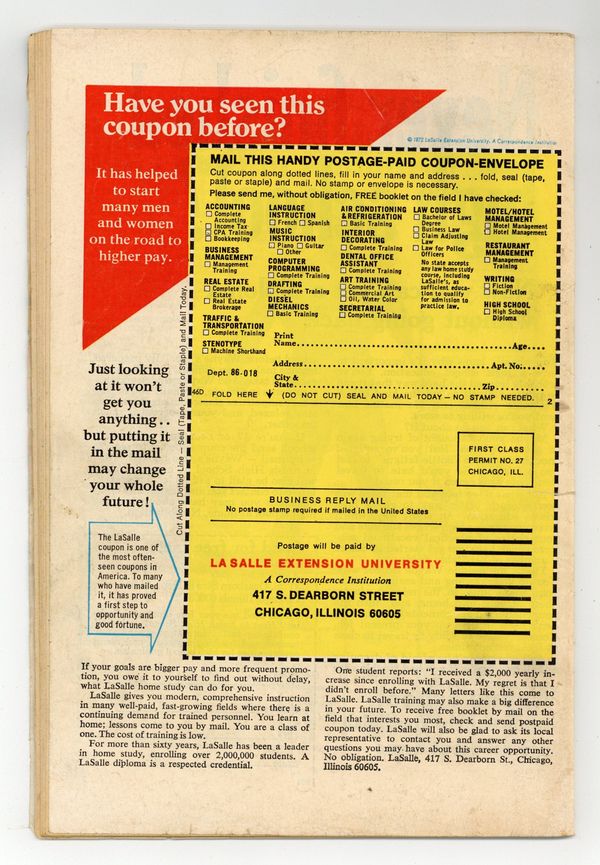 Have you seen this
coupon before?
© 1972 LaSalle Extension University, A Correspondence Institution
It has helped
to start
many men
and women
on the road to
higher pay.
Just looking
at it won't
get you
anything . .
but putting it
in the mail
may change
your whole
future !
The LaSalle
coupon is one of
the most often-
seen coupons in
America. To many
who have mailed
it, it has proved
a first step to
opportunity and
good fortune.
Cut Along Dotted Line — Seal (Tape, Paste or Staple) and Mail Today.
MAIL THIS HANDY POSTAGE-PAID COUPON-ENVELOPE
Cut coupon along dotted lines, fill in your name and address . . . fold, seal (tape,
paste or staple) and mail. No stamp or envelope is necessary.
Please send me, without obligation, FREE booklet on the field I have checked:
ACCOUNTING
☐ Complete
Accounting
☐ Income Tax
☐ CPA Training
☐ Bookkeeping
BUSINESS
MANAGEMENT
☐ Management
Training
REAL ESTATE
☐ Complete Real
Estate
☐ Real Estate
Brokerage
TRAFFIC &
TRANSPORTATION
☐ Complete Training
STENOTYPE
☐ Machine Shorthand
LANGUAGE
INSTRUCTION
☐ French ☐ Spanish
MUSIC
INSTRUCTION
☐ Piano ☐ Guitar
☐ Other
COMPUTER
PROGRAMMING
☐ Complete Training
DRAFTING
☐ Complete Training
DIESEL
MECHANICS
☐ Basic Training
AIR CONDITIONING
& REFRIGERATION
☐ Basic Training
INTERIOR
DECORATING
☐ Complete Training
DENTAL OFFICE
ASSISTANT
☐ Complete Training
ART TRAINING
☐ Complete Training
☐ Commercial Art
☐ Oil, Water Color
SECRETARIAL
☐ Complete Training
LAW COURSES
☐ Bachelor of Laws
Degree
☐ Business Law
☐ Claim Adjusting
Law
☐ Law for Police
Officers
No state accepts
any law home study
course, including
LaSalle's, as
sufficient educa-
tion to qualify
for admission to
practice law.
MOTEL/HOTEL
MANAGEMENT
☐ Motel Management
☐ Hotel Management
RESTAURANT
MANAGEMENT
☐ Management
Training
WRITING
☐ Fiction
☐ Non-Fiction
HIGH SCHOOL
☐ High School
Diploma
Print
Name.......... Age....
Address.......... Apt. No......
Dept. 86-018
City &
State.......... Zip..........
46D FOLD HERE ↓ (DO NOT CUT) SEAL AND MAIL TODAY — NO STAMP NEEDED. 2
FIRST CLASS
PERMIT NO. 27
CHICAGO, ILL.
BUSINESS REPLY MAIL
No postage stamp required if mailed in the United States
Postage will be paid by
LA SALLE EXTENSION UNIVERSITY
A Correspondence Institution
417 S. DEARBORN STREET
CHICAGO, ILLINOIS 60605
If your goals are bigger pay and more frequent promo-
tion, you owe it to yourself to find out without delay,
what LaSalle home study can do for you.
LaSalle gives you modern, comprehensive instruction
in many well-paid, fast-growing fields where there is a
continuing demand for trained personnel. You learn at
home; lessons come to you by mail. You are a class of
one. The cost of training is low.
For more than sixty years, LaSalle has been a leader
in home study, enrolling over 2,000,000 students. A
LaSalle diploma is a respected credential.
One student reports: "I received a $2,000 yearly in-
crease since enrolling with LaSalle. My regret is that I
didn't enroll before." Many letters like this come to
LaSalle. LaSalle training may also make a big difference
in your future. To receive free booklet by mail on the
field that interests you most, check and send postpaid
coupon today. LaSalle will also be glad to ask its local
representative to contact you and answer any other
questions you may have about this career opportunity.
No obligation. LaSalle, 417 S. Dearborn St., Chicago,
Illinois 60605.